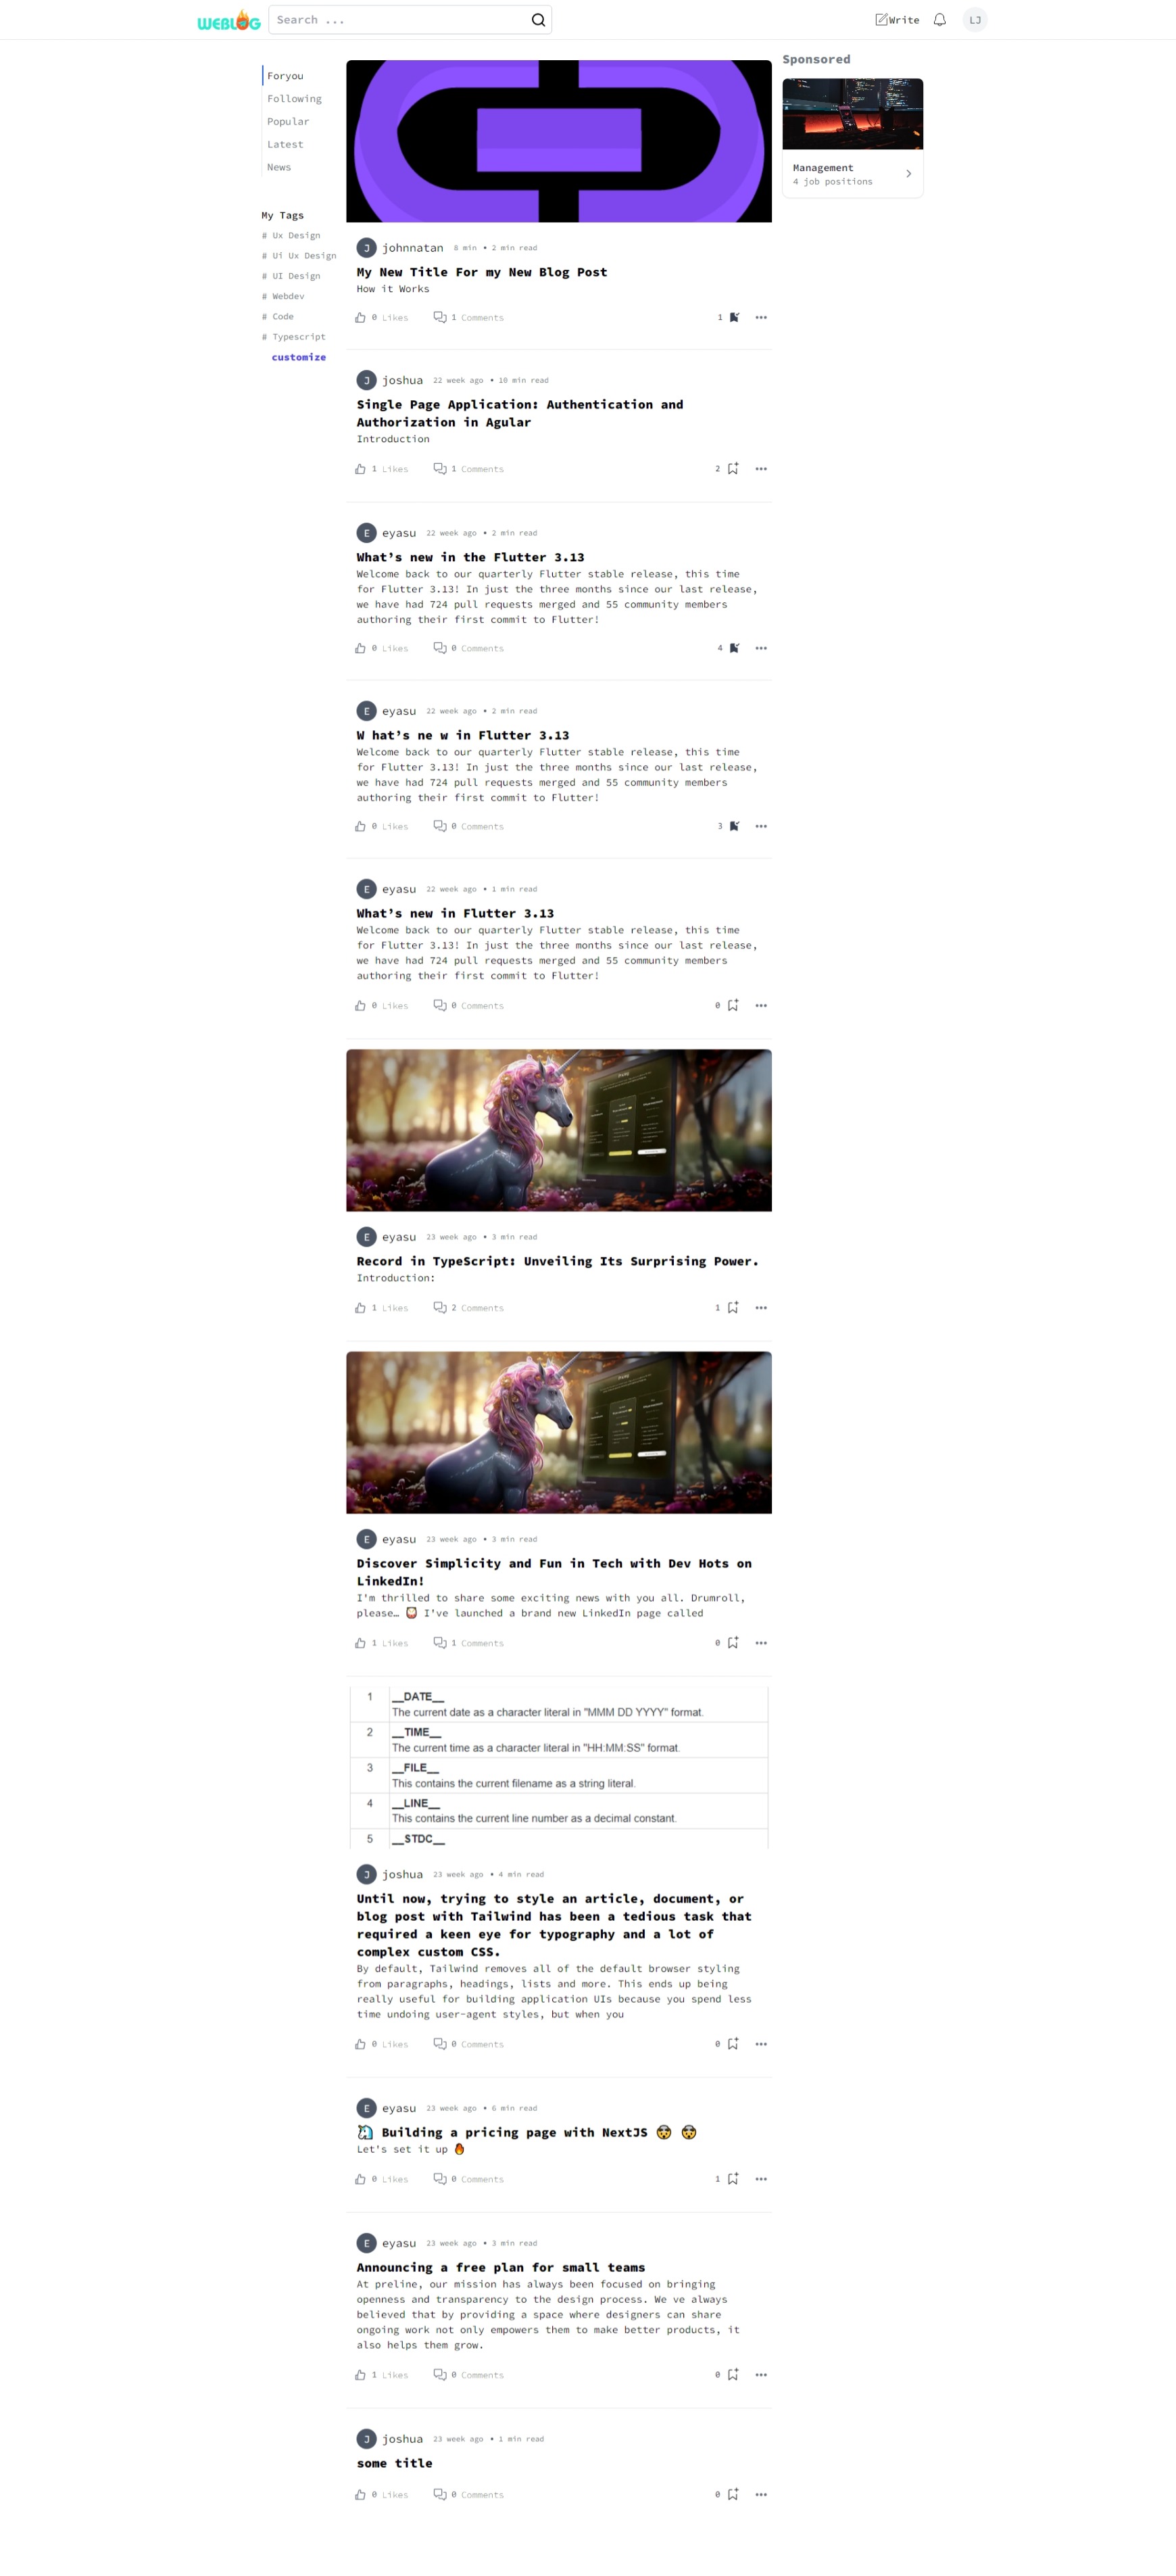 WEBLOG
Search ...
Write
LJ
Foryou
Following
Popular
Latest
News
My Tags
# Ux Design
# Ui Ux Design
# UI Design
# Webdev
# Code
# Typescript
customize
Sponsored
Management
4 job positions
J johnnatan 8 min • 2 min read
My New Title For my New Blog Post
How it Works
0 Likes 1 Comments 1
J joshua 22 week ago • 10 min read
Single Page Application: Authentication and
Authorization in Agular
Introduction
1 Likes 1 Comments 2
E eyasu 22 week ago • 2 min read
What’s new in the Flutter 3.13
Welcome back to our quarterly Flutter stable release, this time
for Flutter 3.13! In just the three months since our last release,
we have had 724 pull requests merged and 55 community members
authoring their first commit to Flutter!
0 Likes 0 Comments 4
E eyasu 22 week ago • 2 min read
W hat’s ne w in Flutter 3.13
Welcome back to our quarterly Flutter stable release, this time
for Flutter 3.13! In just the three months since our last release,
we have had 724 pull requests merged and 55 community members
authoring their first commit to Flutter!
0 Likes 0 Comments 3
E eyasu 22 week ago • 1 min read
What’s new in Flutter 3.13
Welcome back to our quarterly Flutter stable release, this time
for Flutter 3.13! In just the three months since our last release,
we have had 724 pull requests merged and 55 community members
authoring their first commit to Flutter!
0 Likes 0 Comments 0
E eyasu 23 week ago • 3 min read
Record in TypeScript: Unveiling Its Surprising Power.
Introduction:
1 Likes 2 Comments 1
E eyasu 23 week ago • 3 min read
Discover Simplicity and Fun in Tech with Dev Hots on
LinkedIn!
I'm thrilled to share some exciting news with you all. Drumroll,
please… 🥁 I've launched a brand new LinkedIn page called
1 Likes 1 Comments 0
1 __DATE__
The current date as a character literal in "MMM DD YYYY" format.
2 __TIME__
The current time as a character literal in "HH:MM:SS" format.
3 __FILE__
This contains the current filename as a string literal.
4 __LINE__
This contains the current line number as a decimal constant.
5 __STDC__
J joshua 23 week ago • 4 min read
Until now, trying to style an article, document, or
blog post with Tailwind has been a tedious task that
required a keen eye for typography and a lot of
complex custom CSS.
By default, Tailwind removes all of the default browser styling
from paragraphs, headings, lists and more. This ends up being
really useful for building application UIs because you spend less
time undoing user-agent styles, but when you
0 Likes 0 Comments 0
E eyasu 23 week ago • 6 min read
🦄 Building a pricing page with NextJS 🤯 🤯
Let's set it up 🔥
0 Likes 0 Comments 1
E eyasu 23 week ago • 3 min read
Announcing a free plan for small teams
At preline, our mission has always been focused on bringing
openness and transparency to the design process. We ve always
believed that by providing a space where designers can share
ongoing work not only empowers them to make better products, it
also helps them grow.
1 Likes 0 Comments 0
J joshua 23 week ago • 1 min read
some title
0 Likes 0 Comments 0